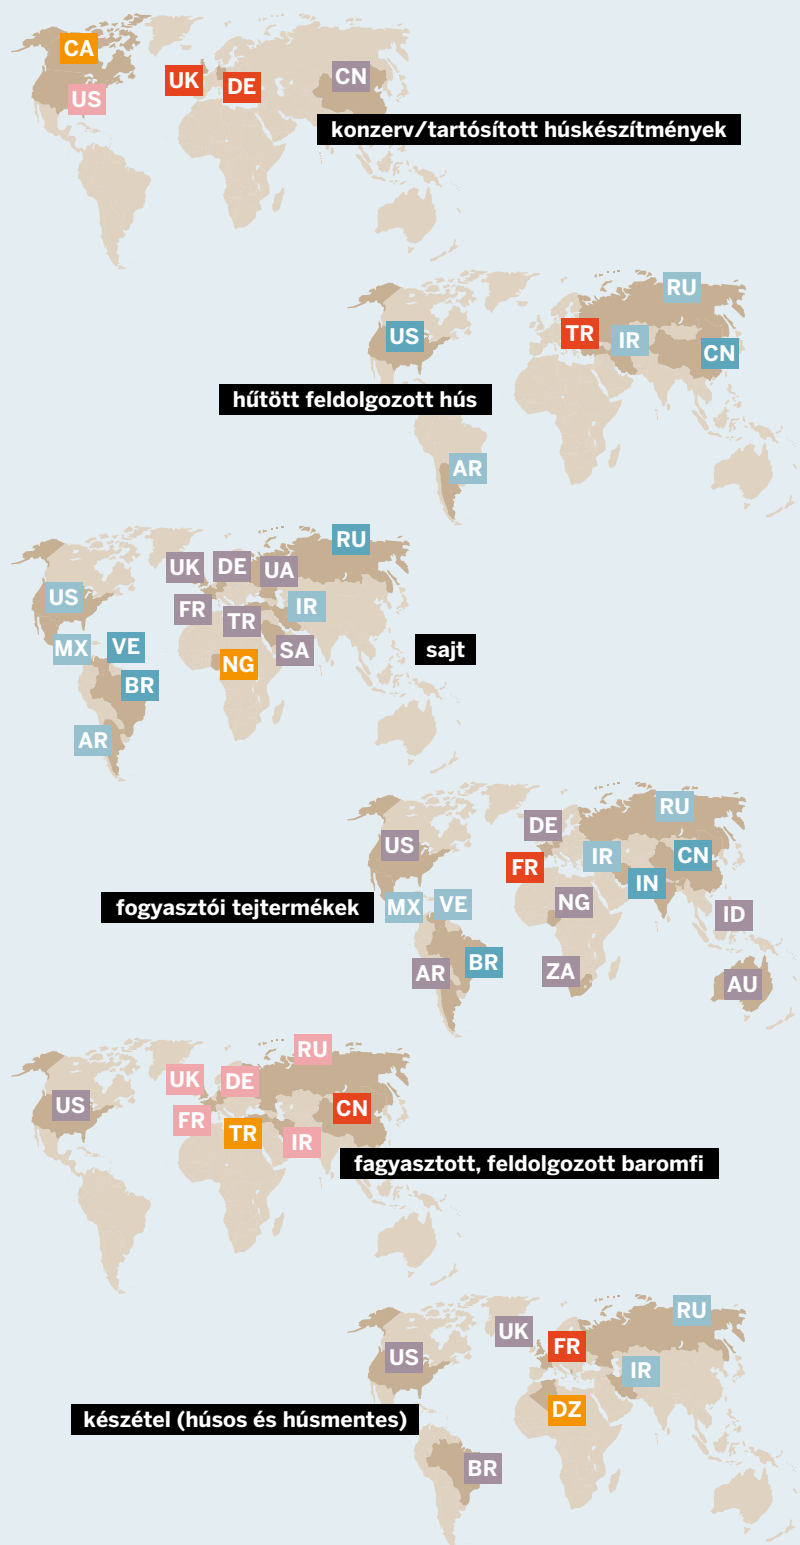 CA
US
UK
DE
CN
konzerv/tartósított húskészítmények
RU
US
TR
IR
CN
hűtött feldolgozott hús
AR
RU
UK
DE
UA
US
FR
TR
IR
MX
VE
NG
SA
sajt
BR
AR
RU
DE
US
FR
IR
CN
IN
fogyasztói tejtermékek
MX
VE
NG
ID
AR
BR
ZA
AU
RU
UK
DE
US
FR
TR
IR
CN
fagyasztott, feldolgozott baromfi
RU
UK
FR
US
IR
készétel (húsos és húsmentes)
DZ
BR